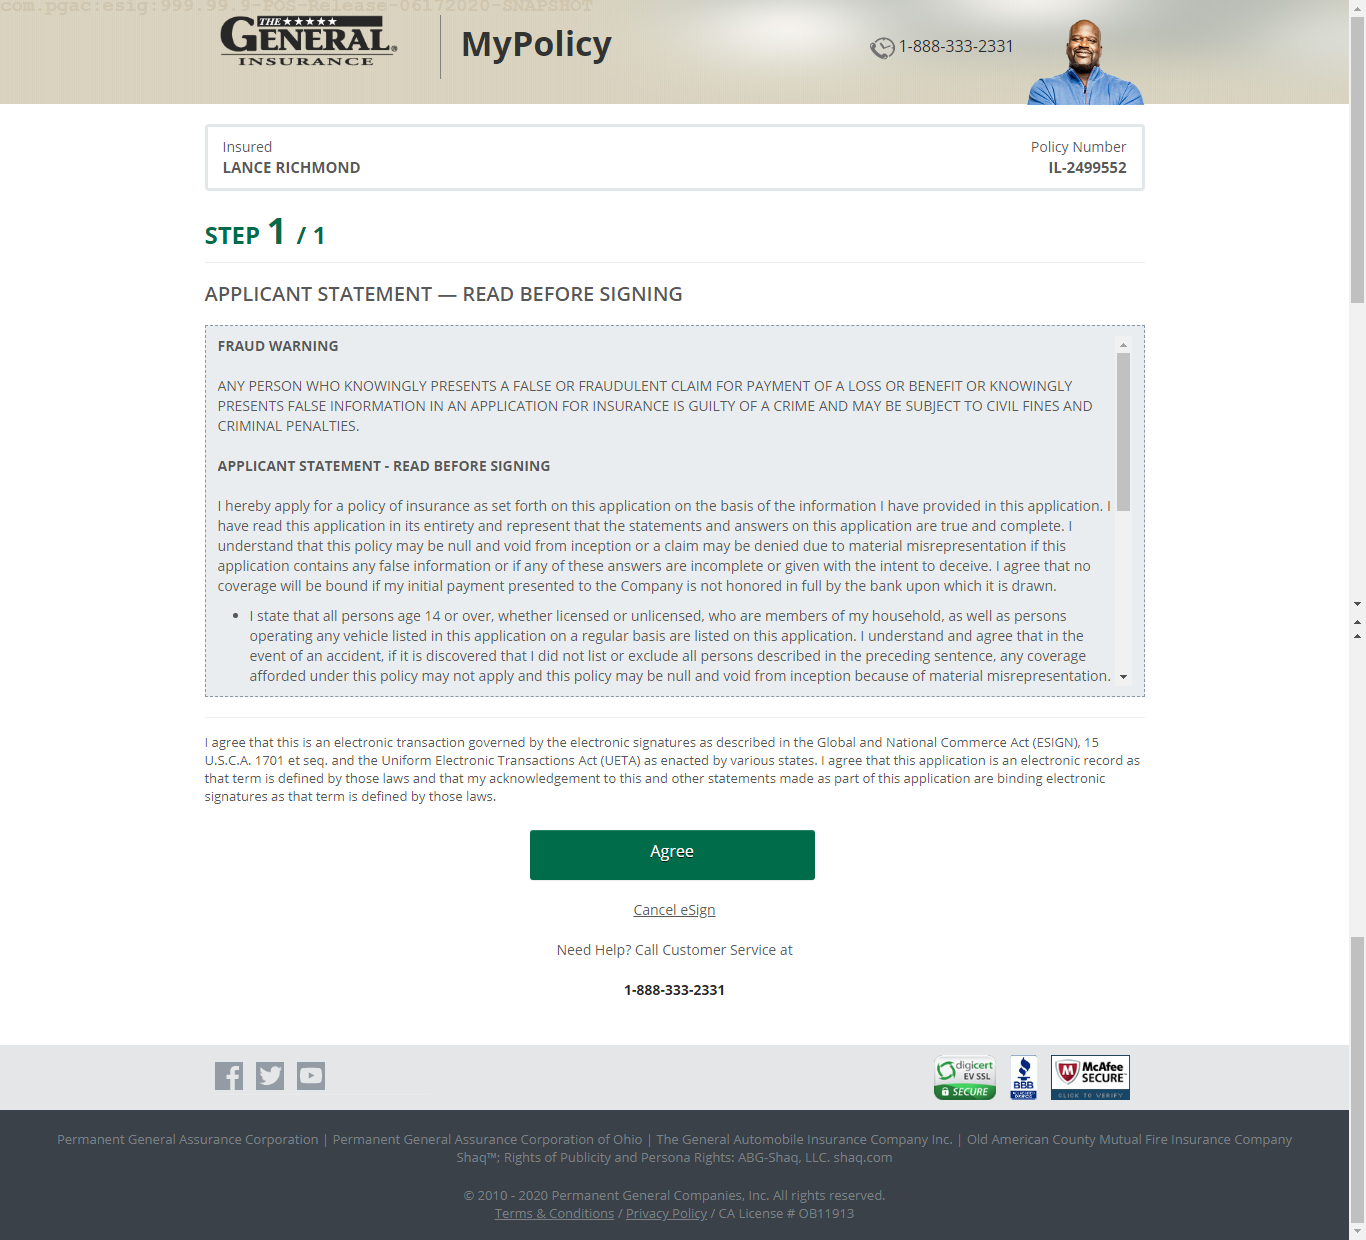 com.pgac:esig:999.99.9-POS-Release-06172020-SNAPSHOT
THE
GENERAL®
INSURANCE
MyPolicy
1-888-333-2331
Insured
Policy Number
LANCE RICHMOND
IL-2499552
STEP 1 / 1
APPLICANT STATEMENT — READ BEFORE SIGNING
FRAUD WARNING
ANY PERSON WHO KNOWINGLY PRESENTS A FALSE OR FRAUDULENT CLAIM FOR PAYMENT OF A LOSS OR BENEFIT OR KNOWINGLY
PRESENTS FALSE INFORMATION IN AN APPLICATION FOR INSURANCE IS GUILTY OF A CRIME AND MAY BE SUBJECT TO CIVIL FINES AND
CRIMINAL PENALTIES.
APPLICANT STATEMENT - READ BEFORE SIGNING
I hereby apply for a policy of insurance as set forth on this application on the basis of the information I have provided in this application. I
have read this application in its entirety and represent that the statements and answers on this application are true and complete. I
understand that this policy may be null and void from inception or a claim may be denied due to material misrepresentation if this
application contains any false information or if any of these answers are incomplete or given with the intent to deceive. I agree that no
coverage will be bound if my initial payment presented to the Company is not honored in full by the bank upon which it is drawn.
• I state that all persons age 14 or over, whether licensed or unlicensed, who are members of my household, as well as persons
operating any vehicle listed in this application on a regular basis are listed on this application. I understand and agree that in the
event of an accident, if it is discovered that I did not list or exclude all persons described in the preceding sentence, any coverage
afforded under this policy may not apply and this policy may be null and void from inception because of material misrepresentation.
I agree that this is an electronic transaction governed by the electronic signatures as described in the Global and National Commerce Act (ESIGN), 15
U.S.C.A. 1701 et seq. and the Uniform Electronic Transactions Act (UETA) as enacted by various states. I agree that this application is an electronic record as
that term is defined by those laws and that my acknowledgement to this and other statements made as part of this application are binding electronic
signatures as that term is defined by those laws.
Agree
Cancel eSign
Need Help? Call Customer Service at
1-888-333-2331
digicert
EV SSL
SECURE
BBB
McAfee
SECURE™
CLICK TO VERIFY
Permanent General Assurance Corporation | Permanent General Assurance Corporation of Ohio | The General Automobile Insurance Company Inc. | Old American County Mutual Fire Insurance Company
Shaq™; Rights of Publicity and Persona Rights: ABG-Shaq, LLC. shaq.com
© 2010 - 2020 Permanent General Companies, Inc. All rights reserved.
Terms & Conditions / Privacy Policy / CA License # OB11913